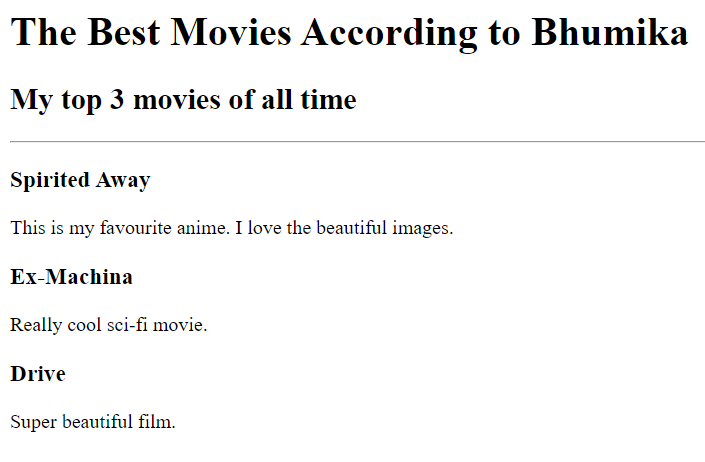 The Best Movies According to Bhumika
My top 3 movies of all time
Spirited Away
This is my favourite anime. I love the beautiful images.
Ex-Machina
Really cool sci-fi movie.
Drive
Super beautiful film.